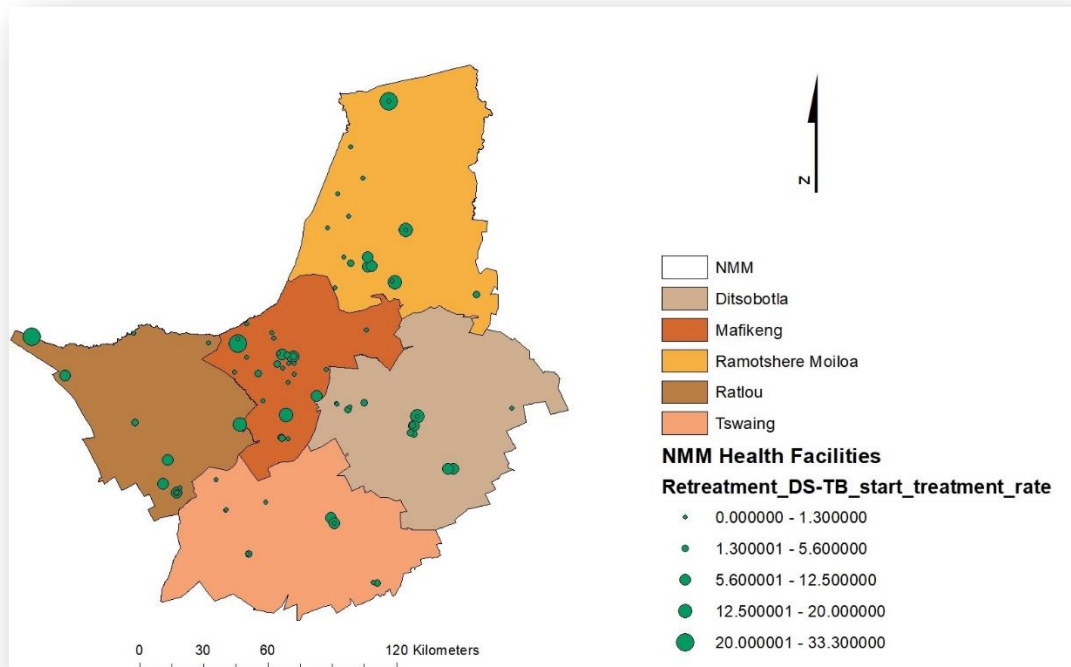 N
NMM
Ditsobotla
Mafikeng
Ramotshere Moiloa
Ratlou
Tswaing
NMM Health Facilities
Retreatment_DS-TB_start_treatment_rate
0.000000 - 1.300000
1.300001 - 5.600000
5.600001 - 12.500000
12.500001 - 20.000000
20.000001 - 33.300000
0 30 60 120 Kilometers